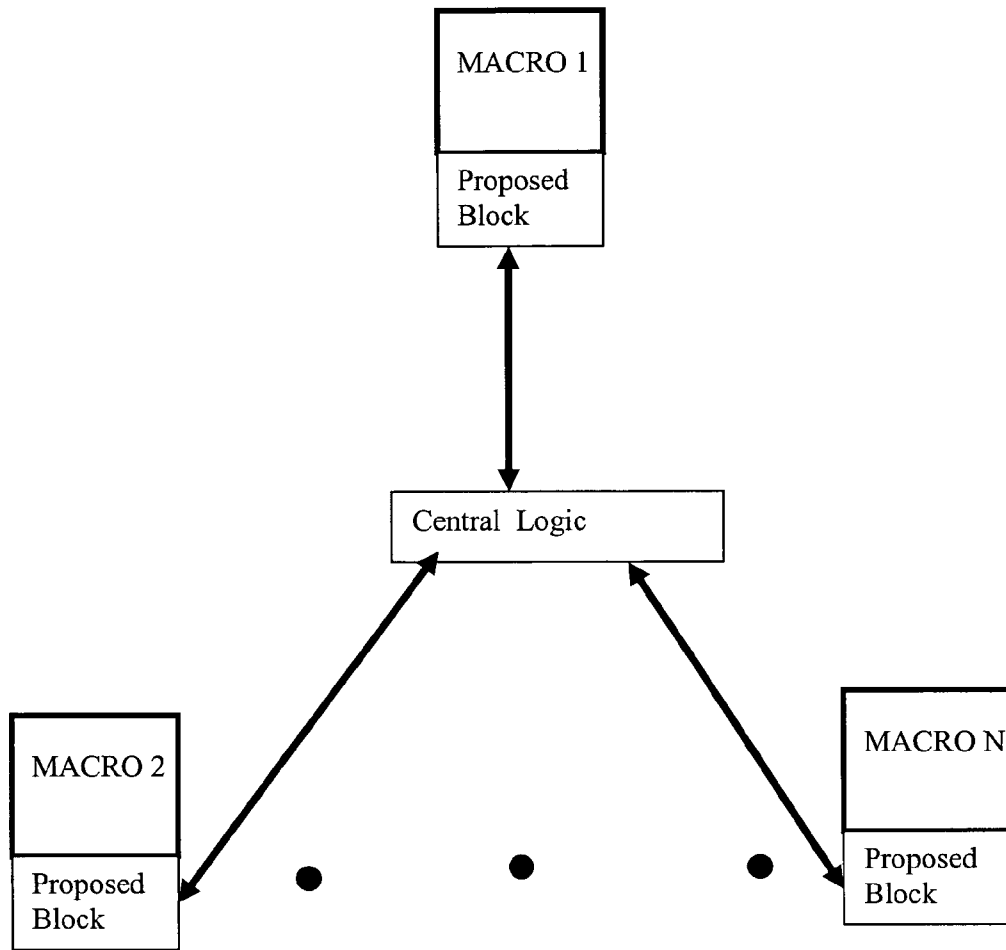 MACRO 1
Proposed
Block
Central Logic
MACRO 2
Proposed
Block
MACRO N
Proposed
Block